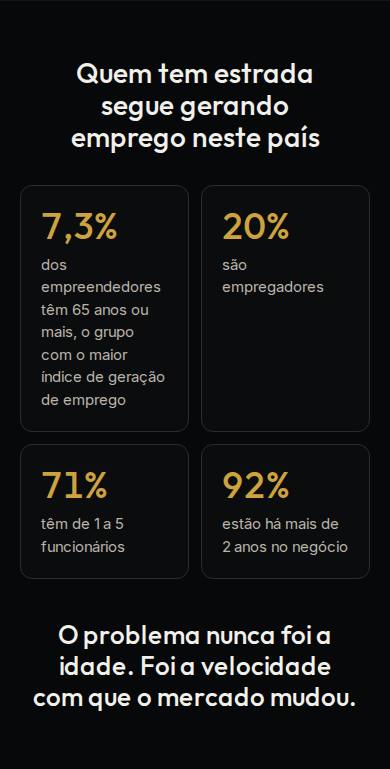 Quem tem estrada
segue gerando
emprego neste país
7,3%
dos
empreendedores
têm 65 anos ou
mais, o grupo
com o maior
índice de geração
de emprego
20%
são
empregadores
71%
têm de 1 a 5
funcionários
92%
estão há mais de
2 anos no negócio
O problema nunca foi a
idade. Foi a velocidade
com que o mercado mudou.